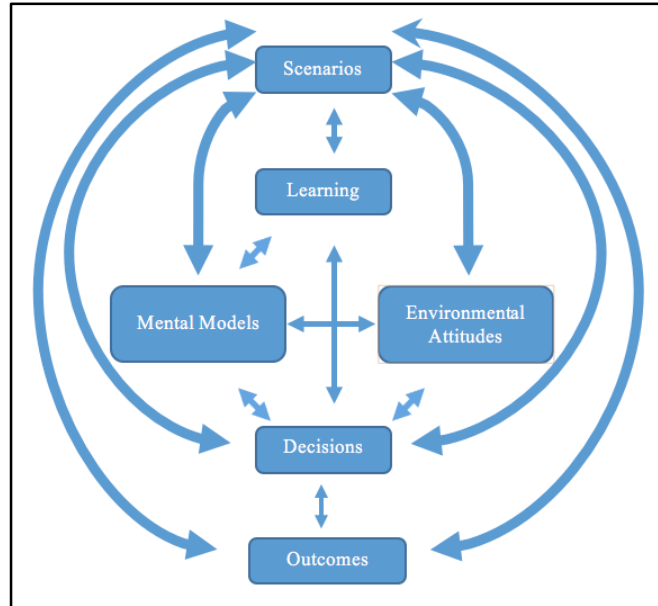 Scenarios
Learning
Mental Models
Environmental
Attitudes
Decisions
Outcomes